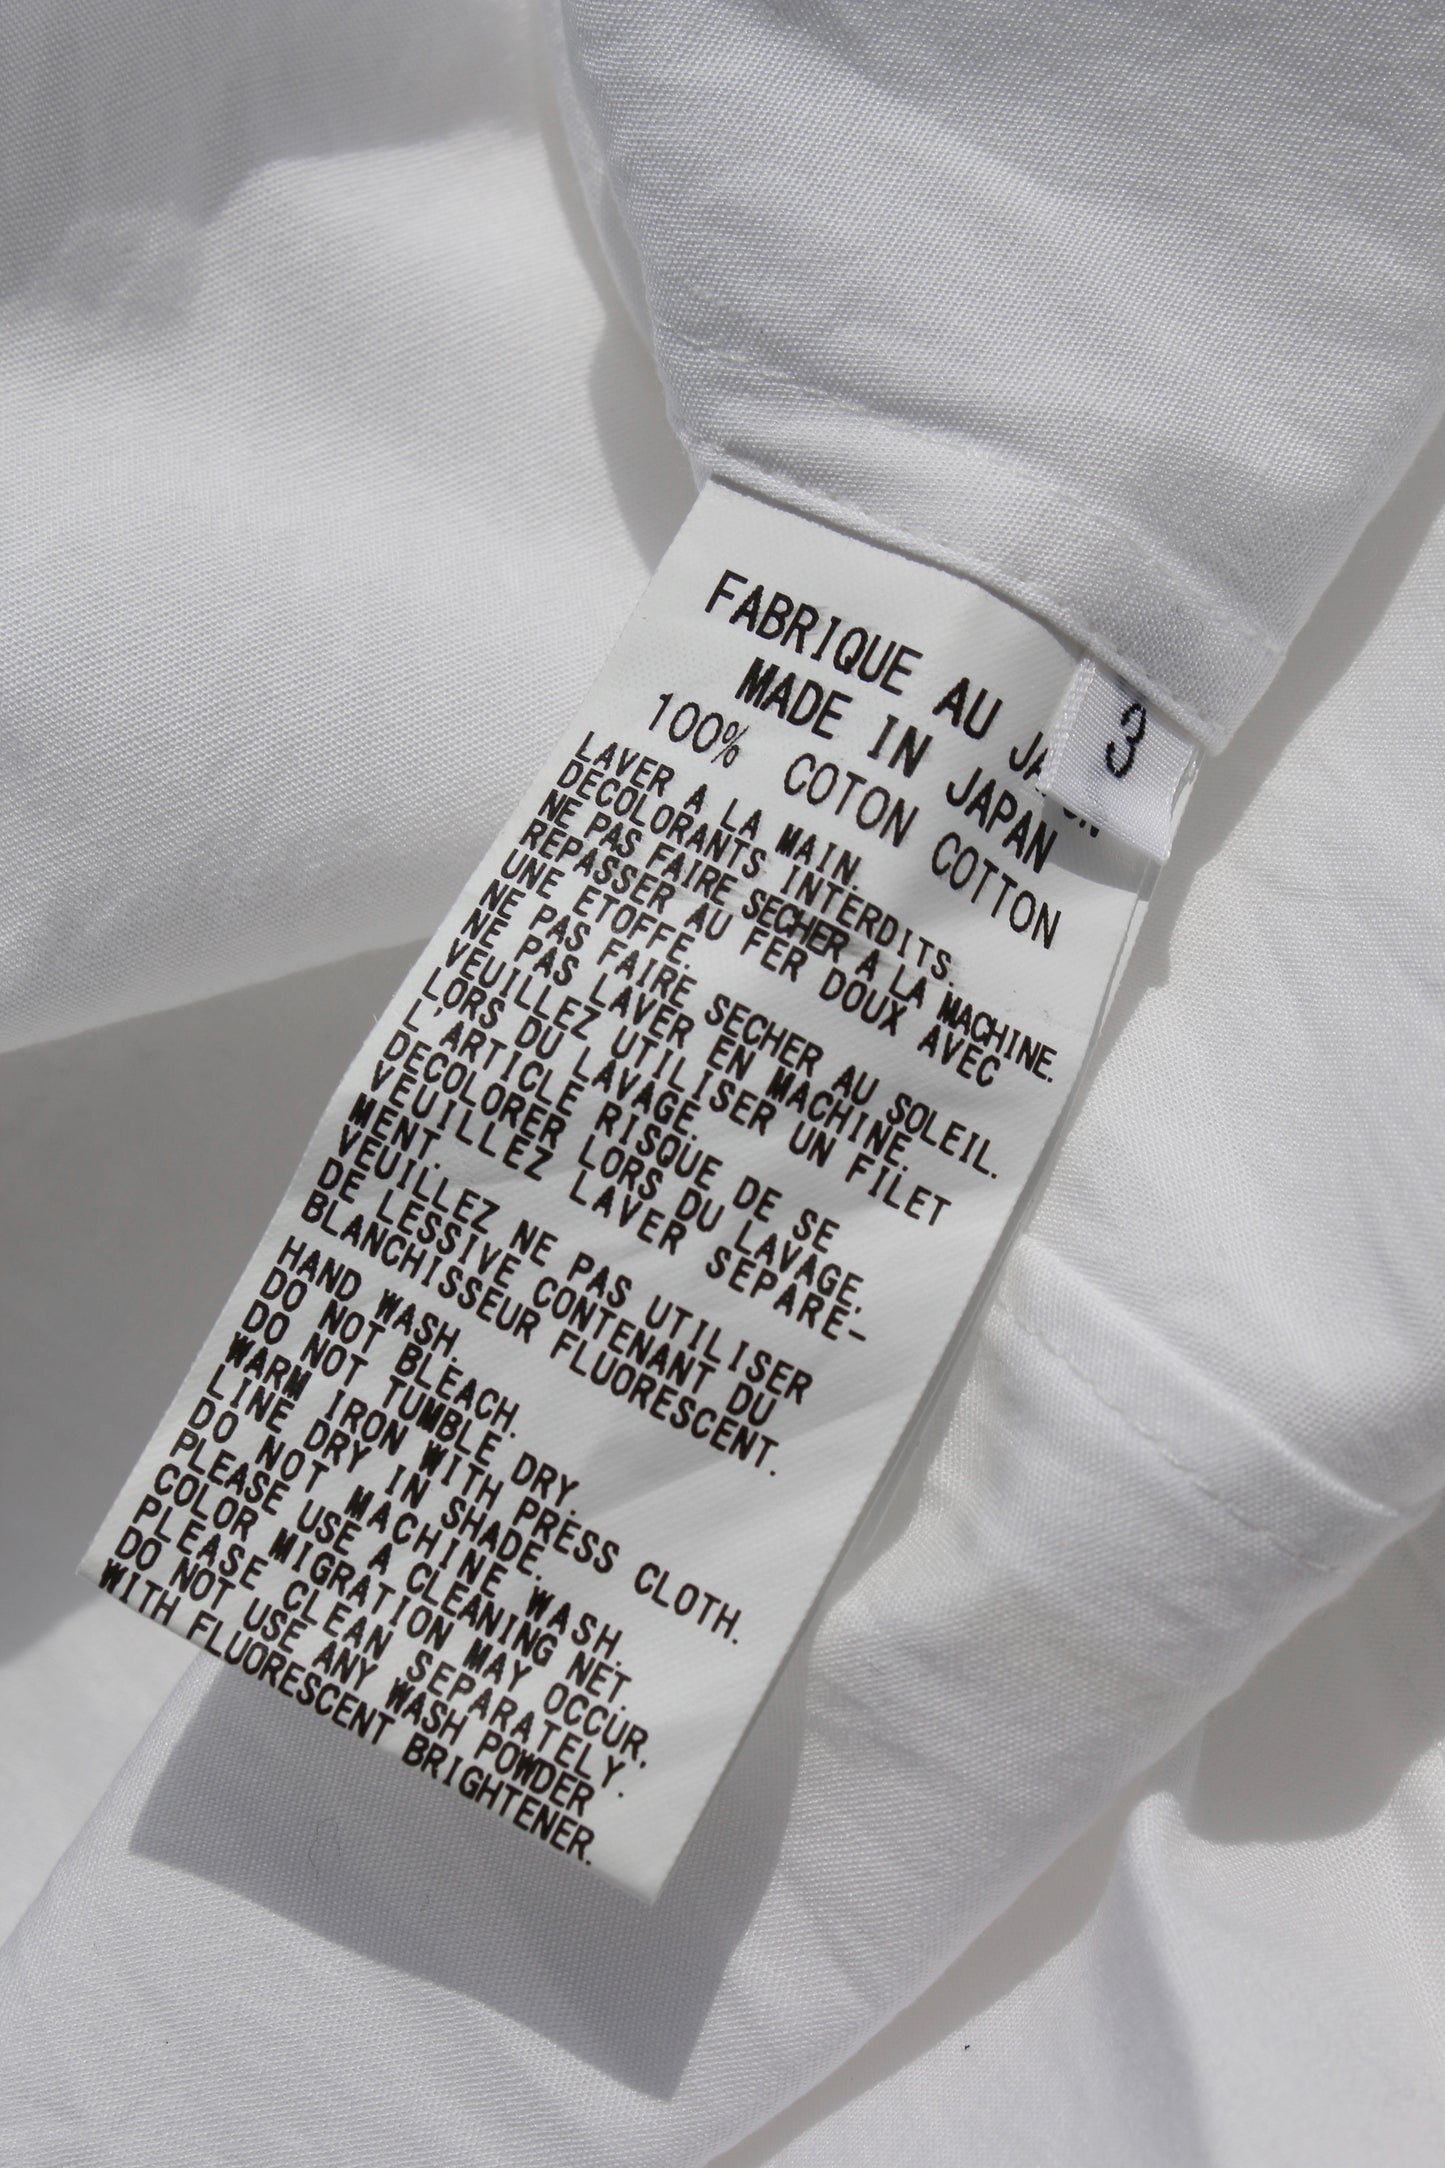 FABRIQUE AU
3
MADE IN JAPAN
100% COTON COTTON
LAVER A LA MAIN.
DECOLORANTS INTERDITS.
NE PAS FAIRE SECHER A LA MACHINE.
REPASSER AU FER DOUX AVEC
UNE ETOFFE.
NE PAS FAIRE SECHER AU SOLEIL.
NE PAS LAVER EN MACHINE.
VEUILLEZ UTILISER UN FILET
LORS DU LAVAGE.
L'ARTICLE RISQUE DE SE
DECOLORER LORS DU LAVAGE.
VEUILLEZ LAVER SEPARE-
MENT.
VEUILLEZ NE PAS UTILISER
DE LESSIVE CONTENANT DU
BLANCHISSEUR FLUORESCENT.
HAND WASH.
DO NOT BLEACH.
DO NOT TUMBLE DRY.
WARM IRON WITH PRESS CLOTH.
LINE DRY IN SHADE.
DO NOT MACHINE WASH.
PLEASE USE A CLEANING NET.
COLOR MIGRATION MAY OCCUR.
PLEASE CLEAN SEPARATELY.
DO NOT USE ANY WASH POWDER
WITH FLUORESCENT BRIGHTENER.